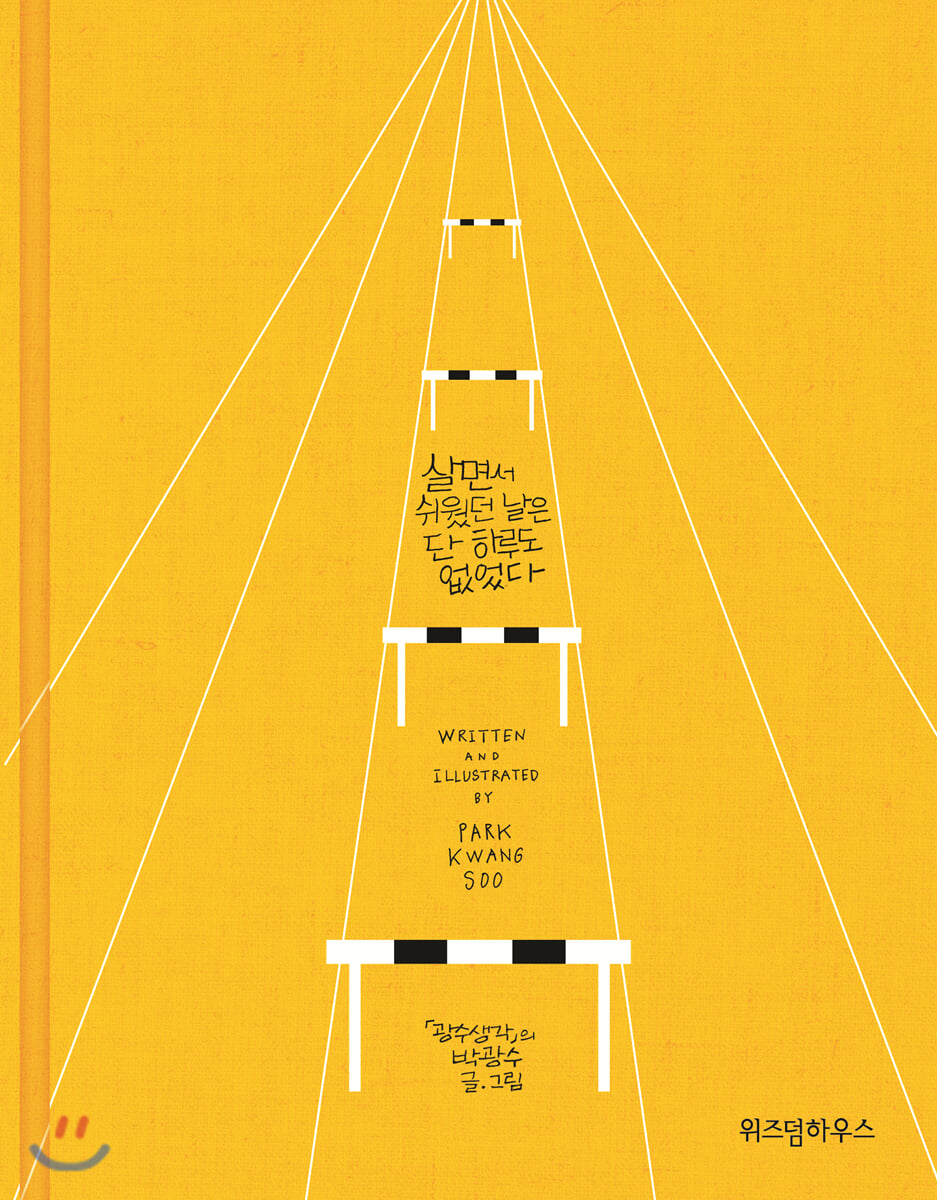 살면서
쉬웠던 날은
단 하루도
없었다
WRITTEN
AND
ILLUSTRATED
BY
PARK
KWANG
SOO
「광수생각」의
박광수
글.그림
위즈덤하우스